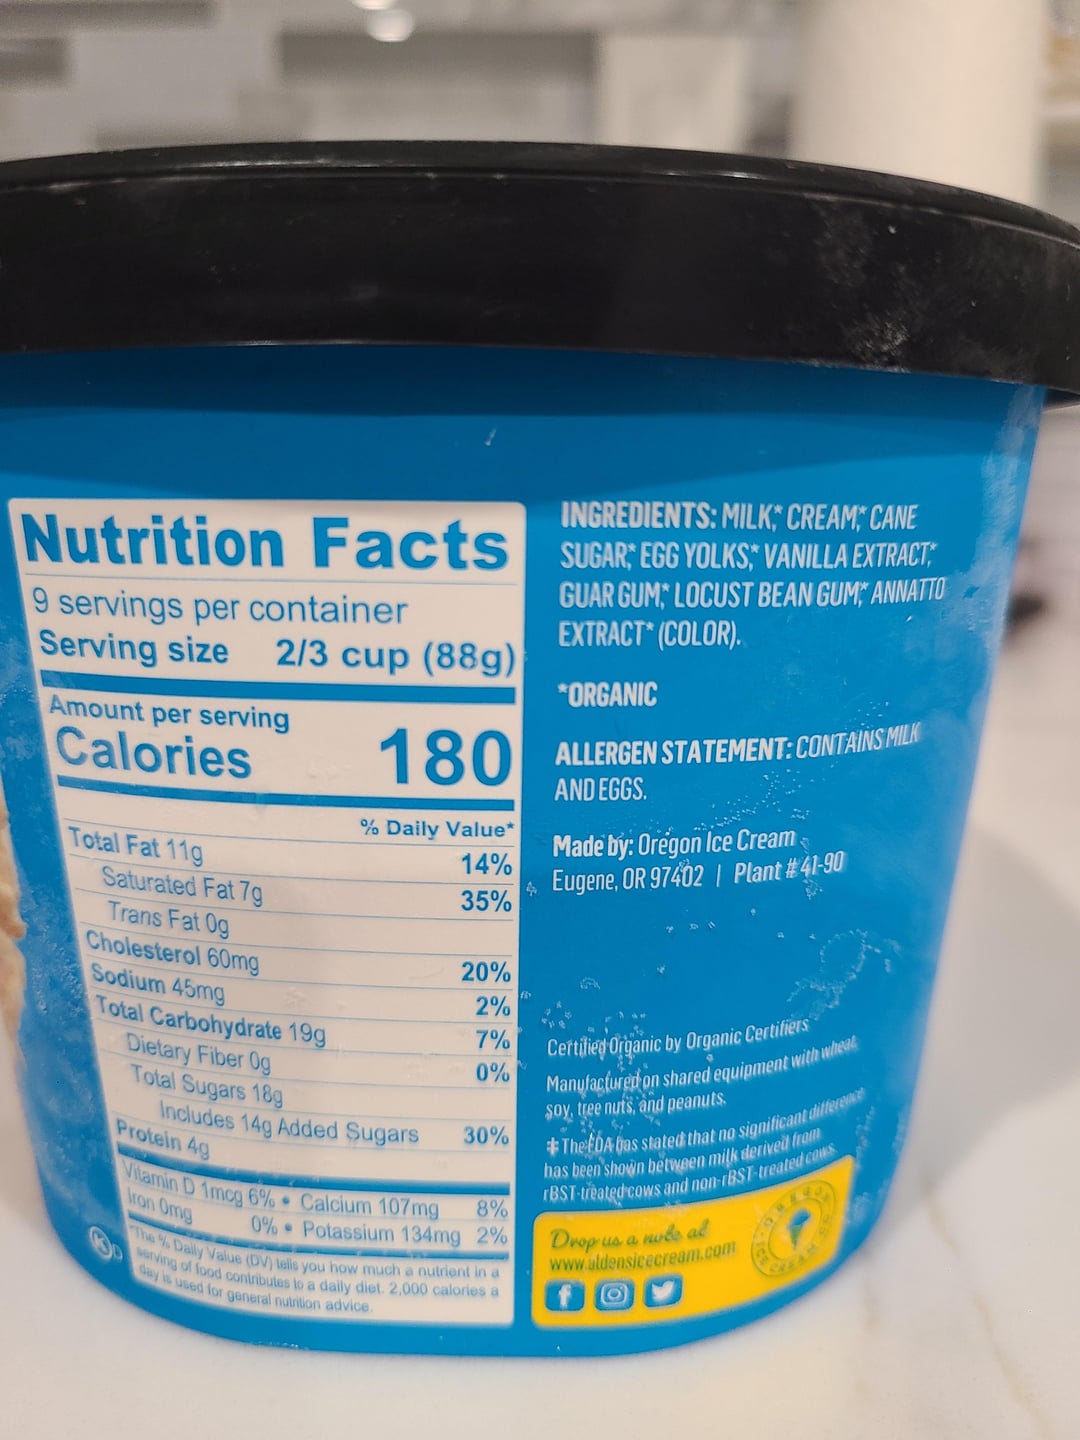 Nutrition Facts
9 servings per container
Serving size 2/3 cup (88g)
Amount per serving
Calories 180
% Daily Value*
Total Fat 11g 14%
Saturated Fat 7g 35%
Trans Fat 0g
Cholesterol 60mg 20%
Sodium 45mg 2%
Total Carbohydrate 19g 7%
Dietary Fiber 0g 0%
Total Sugars 18g
Includes 14g Added Sugars 30%
Protein 4g
Vitamin D 1mcg 6% • Calcium 107mg 8%
Iron 0mg 0% • Potassium 134mg 2%
*The % Daily Value (DV) tells you how much a nutrient in a
serving of food contributes to a daily diet. 2,000 calories a
day is used for general nutrition advice.
K D
INGREDIENTS: MILK,* CREAM,* CANE
SUGAR,* EGG YOLKS,* VANILLA EXTRACT,*
GUAR GUM,* LOCUST BEAN GUM,* ANNATTO
EXTRACT* (COLOR).
*ORGANIC
ALLERGEN STATEMENT: CONTAINS MILK
AND EGGS.
Made by: Oregon Ice Cream
Eugene, OR 97402 | Plant # 41-90
Certified Organic by Organic Certifiers
Manufactured on shared equipment with wheat,
soy, tree nuts, and peanuts.
‡ The FDA has stated that no significant difference
has been shown between milk derived from
rBST-treated cows and non-rBST-treated cows.
Drop us a note at
www.aldensicecream.com
OREGON
ICE CREAM CO.